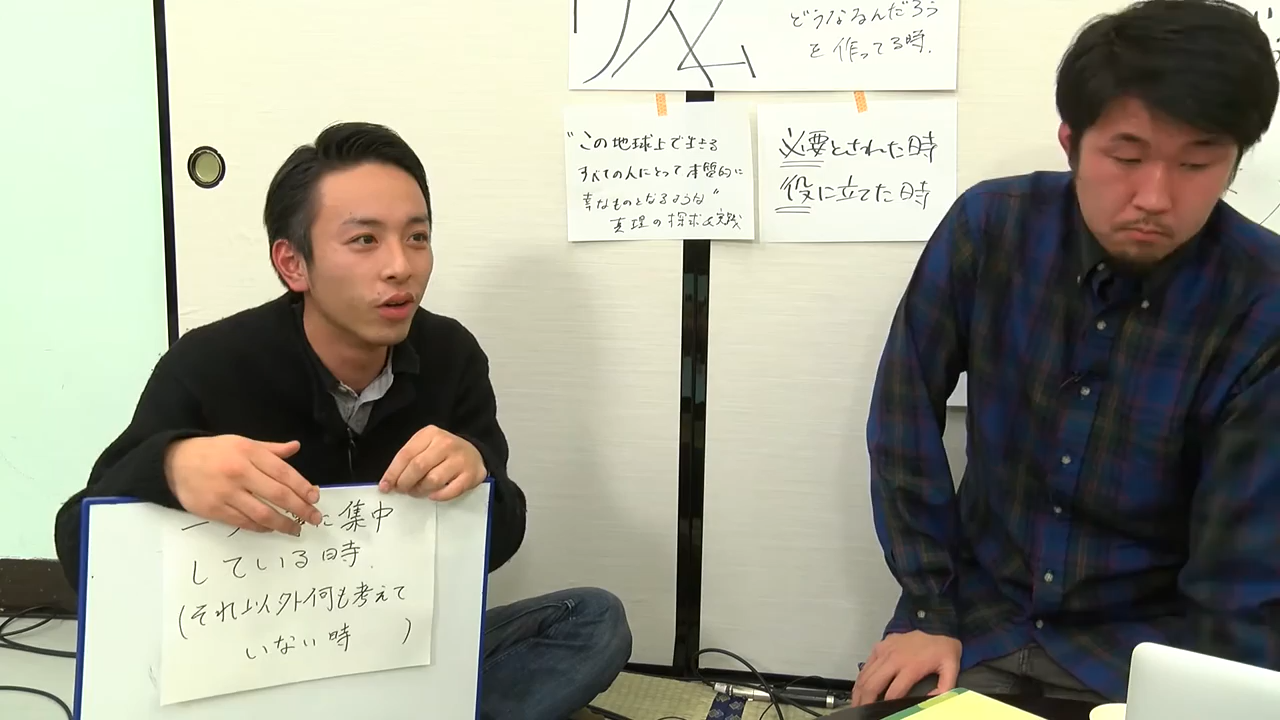 どうなるんだろう
を作ってる時.
"この地球上で生きる
すべての人にとって本質的に
幸なものとなるような"
真理の探求&実践
必要とされた時
役に立てた時
に集中
している時.
(それ以外何も考えて
いない時)